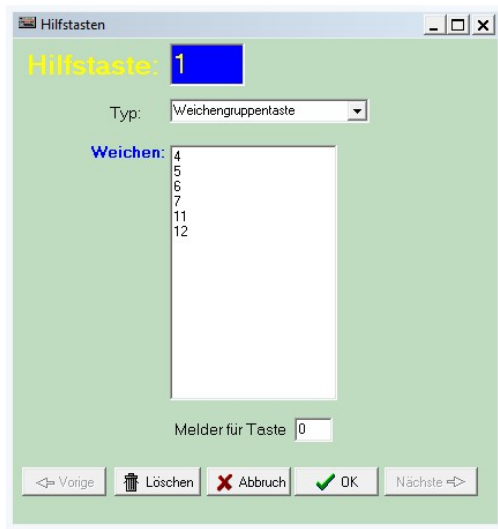 Hilfstasten
Hilfstaste: 1
Typ: Weichengruppentaste
Weichen:
4
5
6
7
11
12
Melder für Taste 0
Vorige Löschen Abbruch OK Nächste